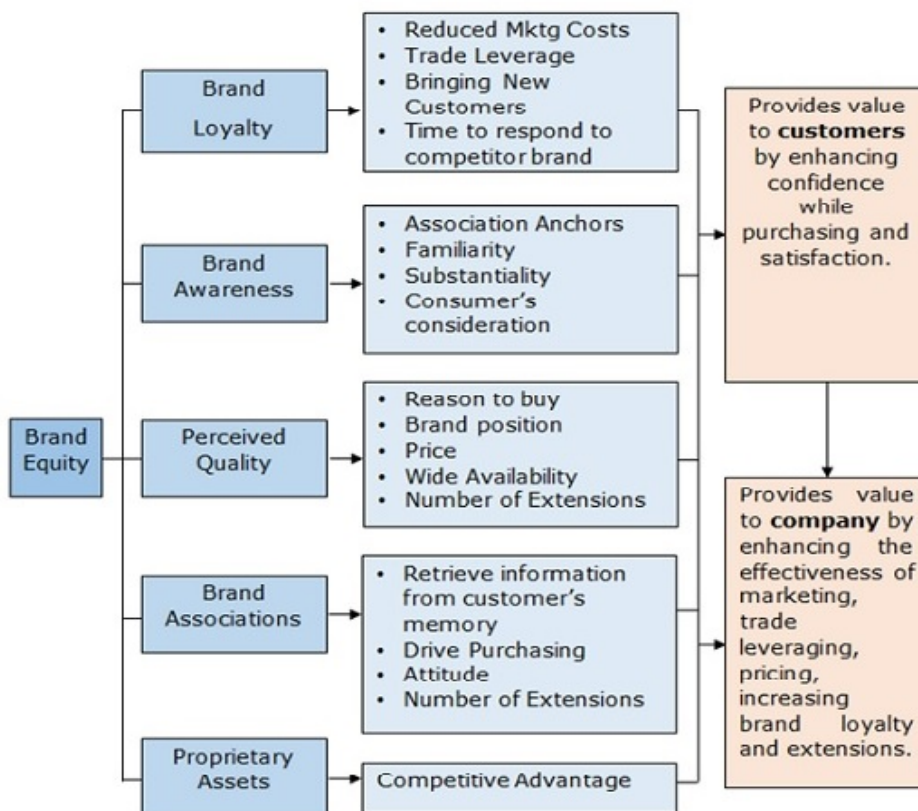 Brand
Equity
Brand
Loyalty
• Reduced Mktg Costs
• Trade Leverage
• Bringing New
Customers
• Time to respond to
competitor brand
Brand
Awareness
• Association Anchors
• Familiarity
• Substantiality
• Consumer's
consideration
Perceived
Quality
• Reason to buy
• Brand position
• Price
• Wide Availability
• Number of Extensions
Brand
Associations
• Retrieve information
from customer's
memory
• Drive Purchasing
• Attitude
• Number of Extensions
Proprietary
Assets
Competitive Advantage
Provides value
to customers
by enhancing
confidence
while
purchasing and
satisfaction.
Provides value
to company by
enhancing the
effectiveness of
marketing,
trade
leveraging,
pricing,
increasing
brand loyalty
and extensions.